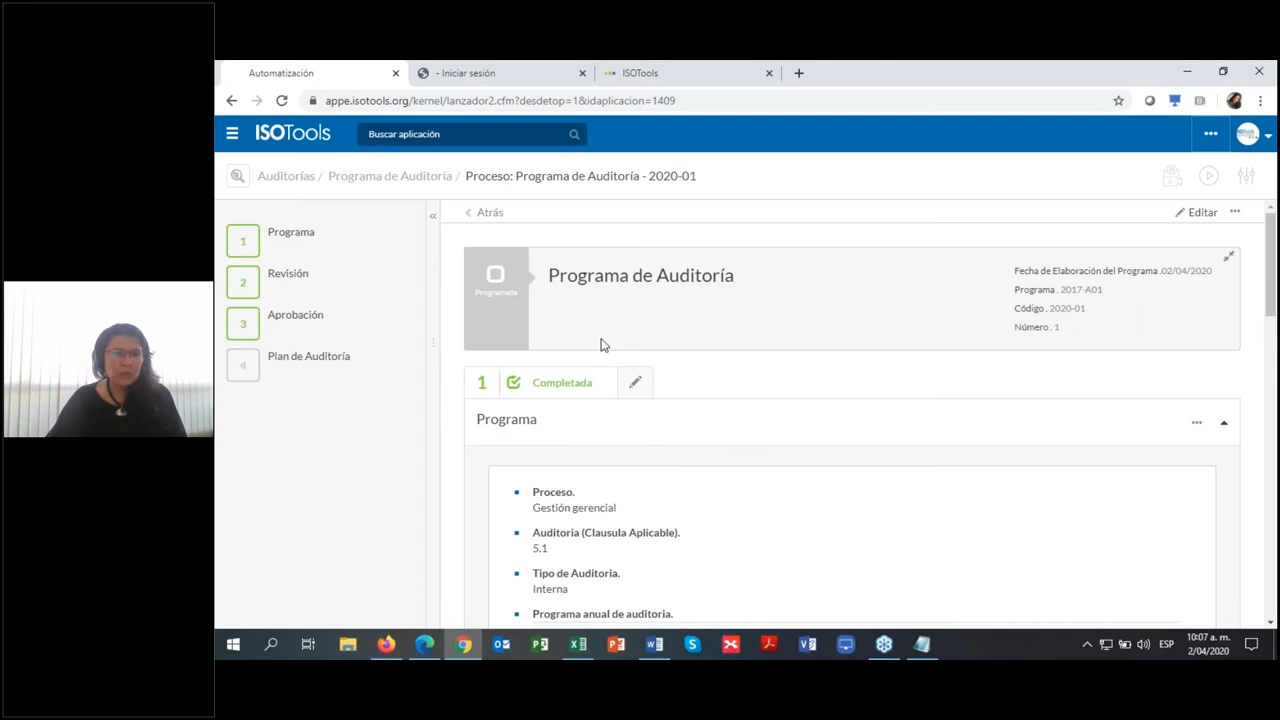 Automatización
- Iniciar sesión
ISOTools
appe.isotools.org/kernel/lanzador2.cfm?desdetop=1&idaplicacion=1409
ISOTools
Buscar aplicación
Auditorías / Programa de Auditoría / Proceso: Programa de Auditoría - 2020-01
1 Programa
2 Revisión
3 Aprobación
4 Plan de Auditoría
Atrás
Editar
Programada
Programa de Auditoría
Fecha de Elaboración del Programa .02/04/2020
Programa . 2017-A01
Código . 2020-01
Número . 1
1 Completada
Programa
Proceso.
Gestión gerencial
Auditoria (Clausula Aplicable).
5.1
Tipo de Auditoria.
Interna
Programa anual de auditoria.
ESP
10:07 a. m.
2/04/2020